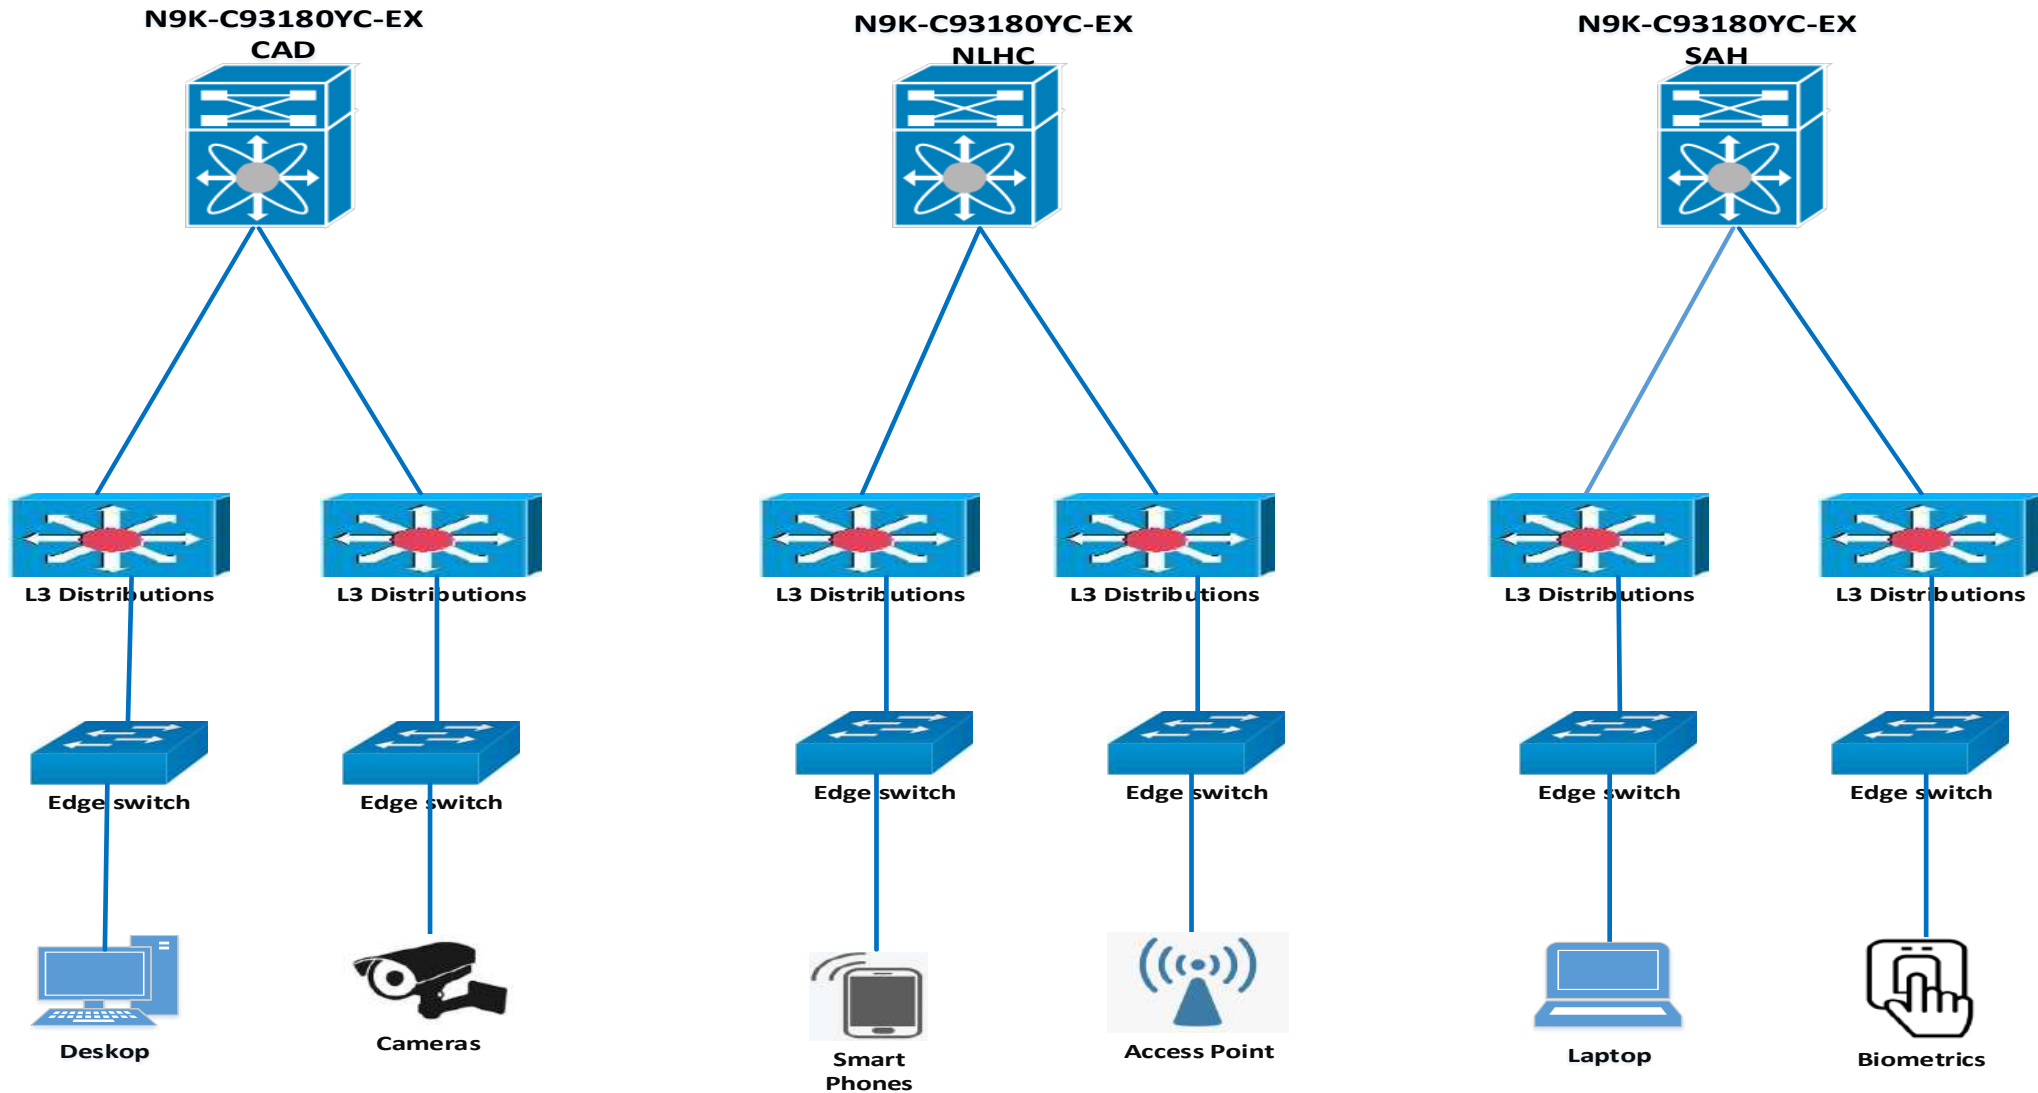 N9K-C93180YC-EX
CAD
N9K-C93180YC-EX
NLHC
N9K-C93180YC-EX
SAH
L3 Distributions
L3 Distributions
L3 Distributions
L3 Distributions
L3 Distributions
L3 Distributions
Edge switch
Edge switch
Edge switch
Edge switch
Edge switch
Edge switch
Deskop
Cameras
Smart
Phones
Access Point
Laptop
Biometrics